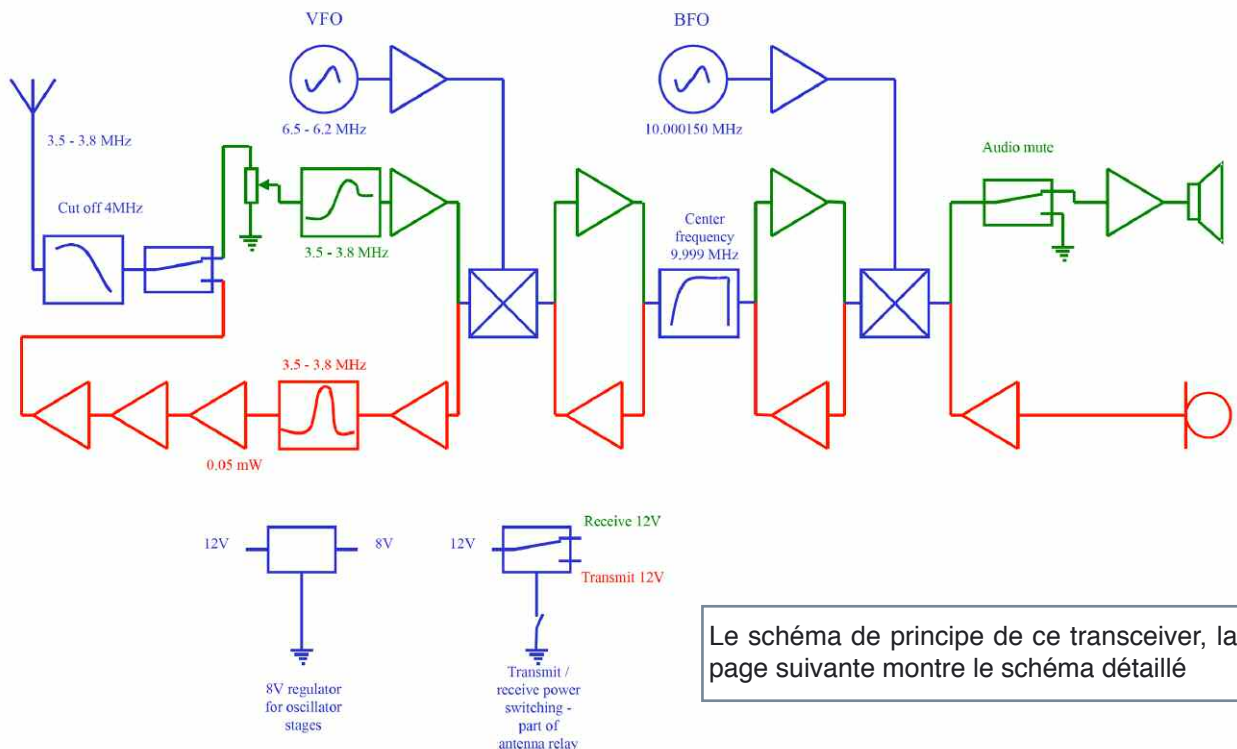 VFO
BFO
6.5 - 6.2 MHz
10.000150 MHz
3.5 - 3.8 MHz
Audio mute
Cut off 4MHz
Center
frequency
9.999 MHz
3.5 - 3.8 MHz
3.5 - 3.8 MHz
0.05 mW
12V
8V
12V
Receive 12V
Transmit 12V
8V regulator
for oscillator
stages
Transmit /
receive power
switching -
part of
antenna relay
Le schéma de principe de ce transceiver, la
page suivante montre le schéma détaillé